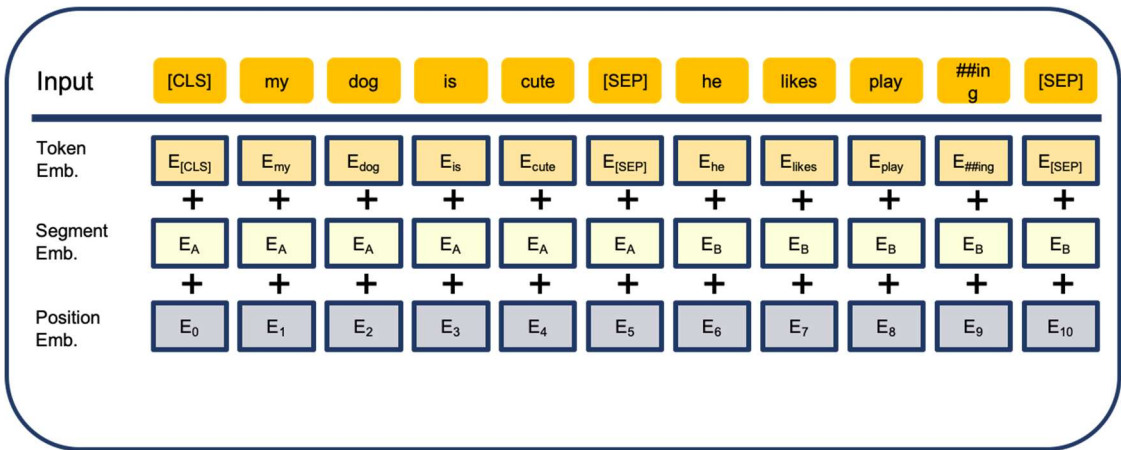 Input [CLS] my dog is cute [SEP] he likes play ##in [SEP]
g
Token
Emb.
E[CLS] Emy Edog Eis Ecute E[SEP] Ehe Elikes Eplay E##ing E[SEP]
+ + + + + + + + + + +
Segment
Emb.
EA EA EA EA EA EA EB EB EB EB EB
+ + + + + + + + + + +
Position
Emb.
E0 E1 E2 E3 E4 E5 E6 E7 E8 E9 E10